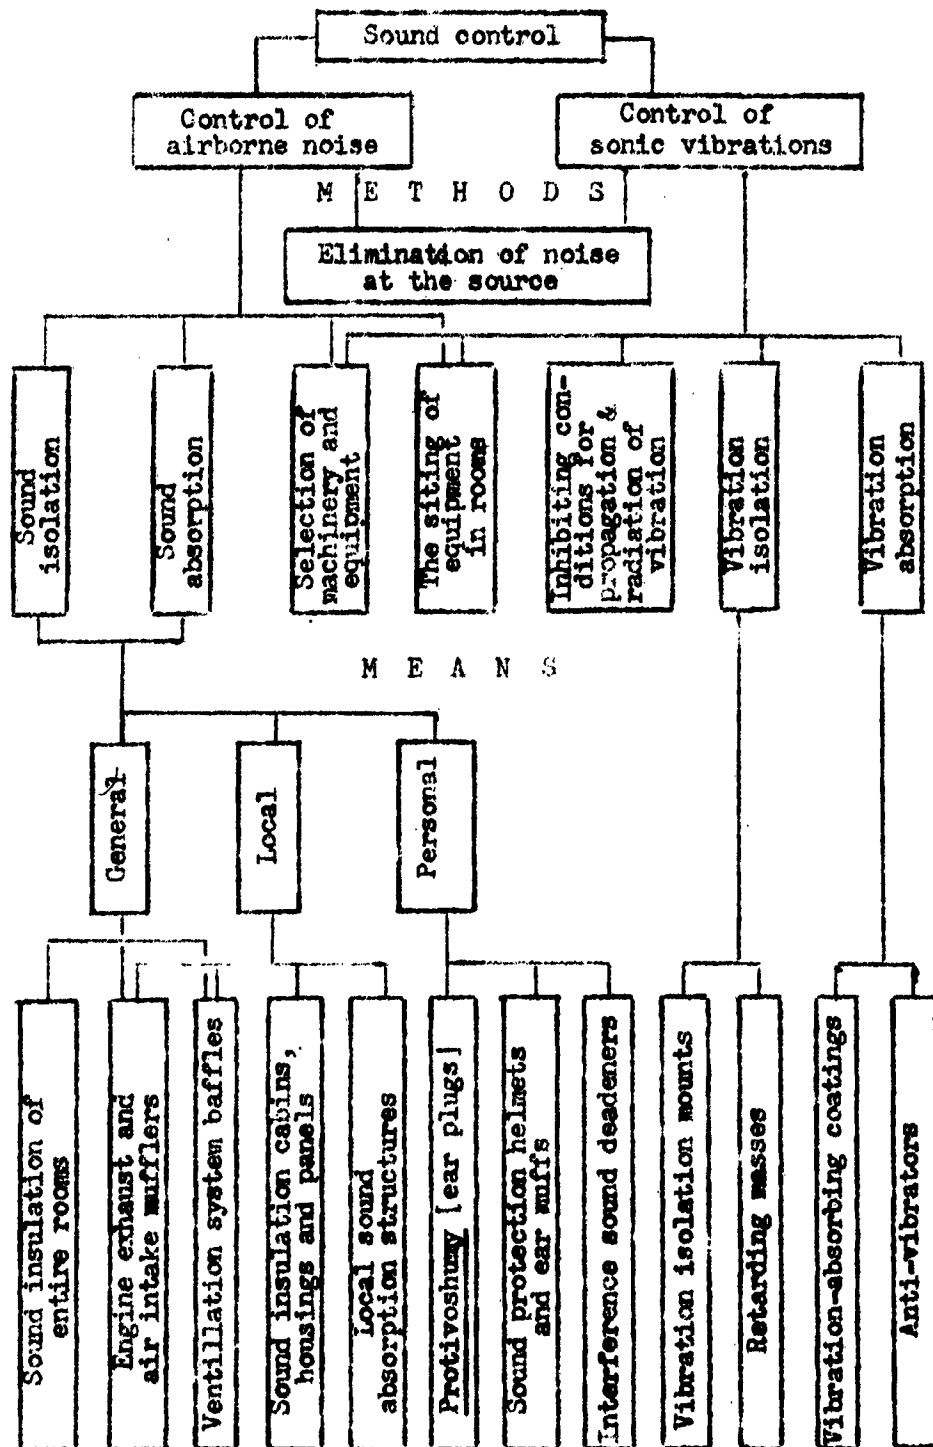 Sound control
Control of
airborne noise
Control of
sonic vibrations
M E T H O D S
Elimination of noise
at the source
Sound
isolation
Sound
absorption
Selection of
machinery and
equipment
The siting of
equipment
in rooms
Inhibiting con-
ditions for
propagation &
radiation of
vibration
Vibration
isolation
Vibration
absorption
M E A N S
General
Local
Personal
Sound insulation of
entire rooms
Engine exhaust and
air intake mufflers
Ventillation system baffles
Sound insulation cabins,
housings and panels
Local sound
absorption structures
Protivoshumy [ear plugs]
Sound protection helmets
and ear muffs
Interference sound deadeners
Vibration isolation mounts
Retarding masses
Vibration-absorbing coatings
Anti-vibrators